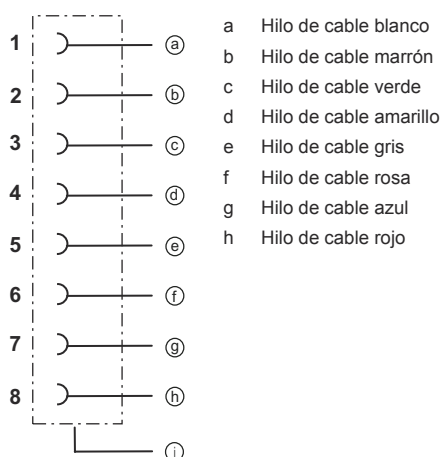 1 a
2 b
3 c
4 d
5 e
6 f
7 g
8 h
i
a Hilo de cable blanco
b Hilo de cable marrón
c Hilo de cable verde
d Hilo de cable amarillo
e Hilo de cable gris
f Hilo de cable rosa
g Hilo de cable azul
h Hilo de cable rojo